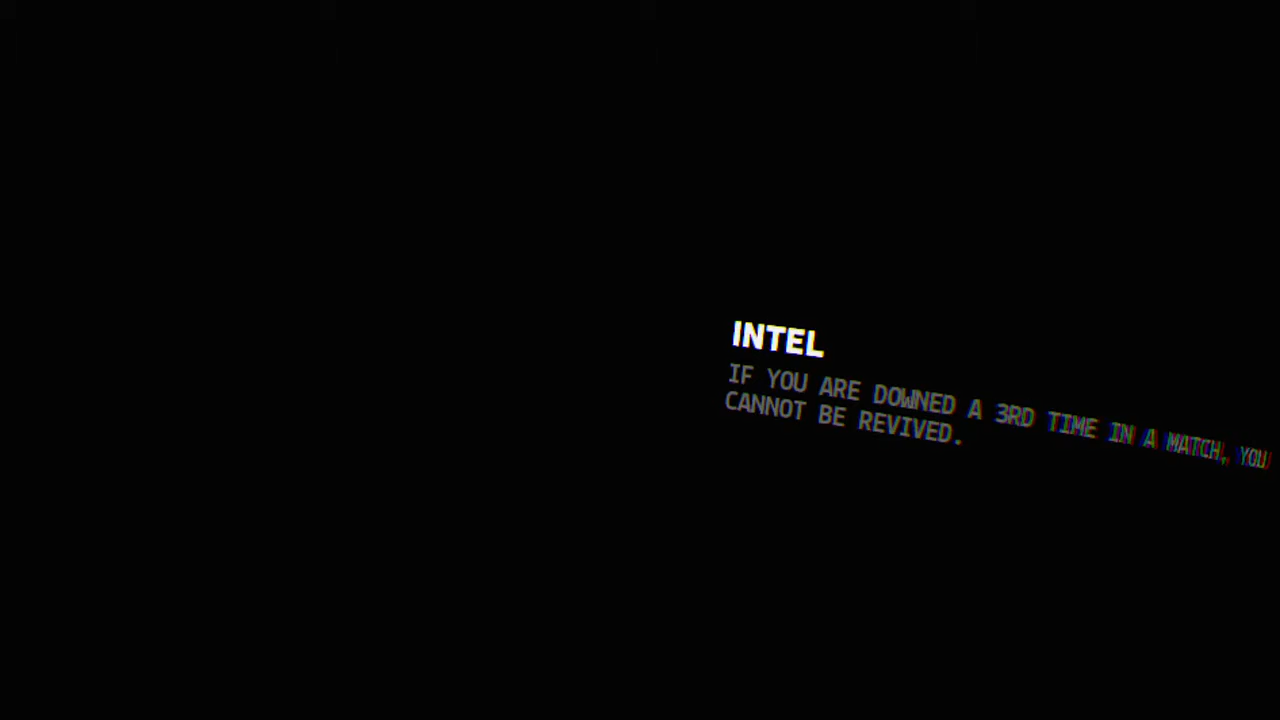 INTEL
IF YOU ARE DOWNED A 3RD TIME IN A MATCH, YOU
CANNOT BE REVIVED.